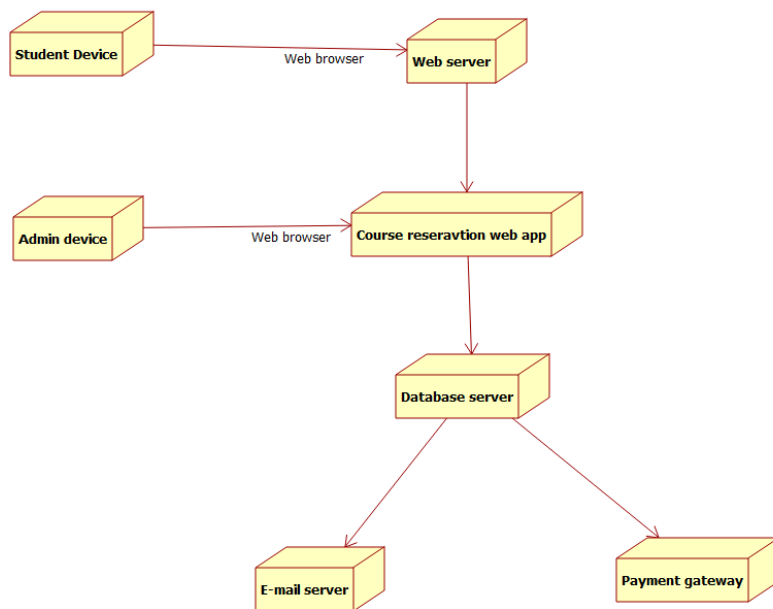 Student Device
Web browser
Web server
Admin device
Web browser
Course reseravtion web app
Database server
E-mail server
Payment gateway